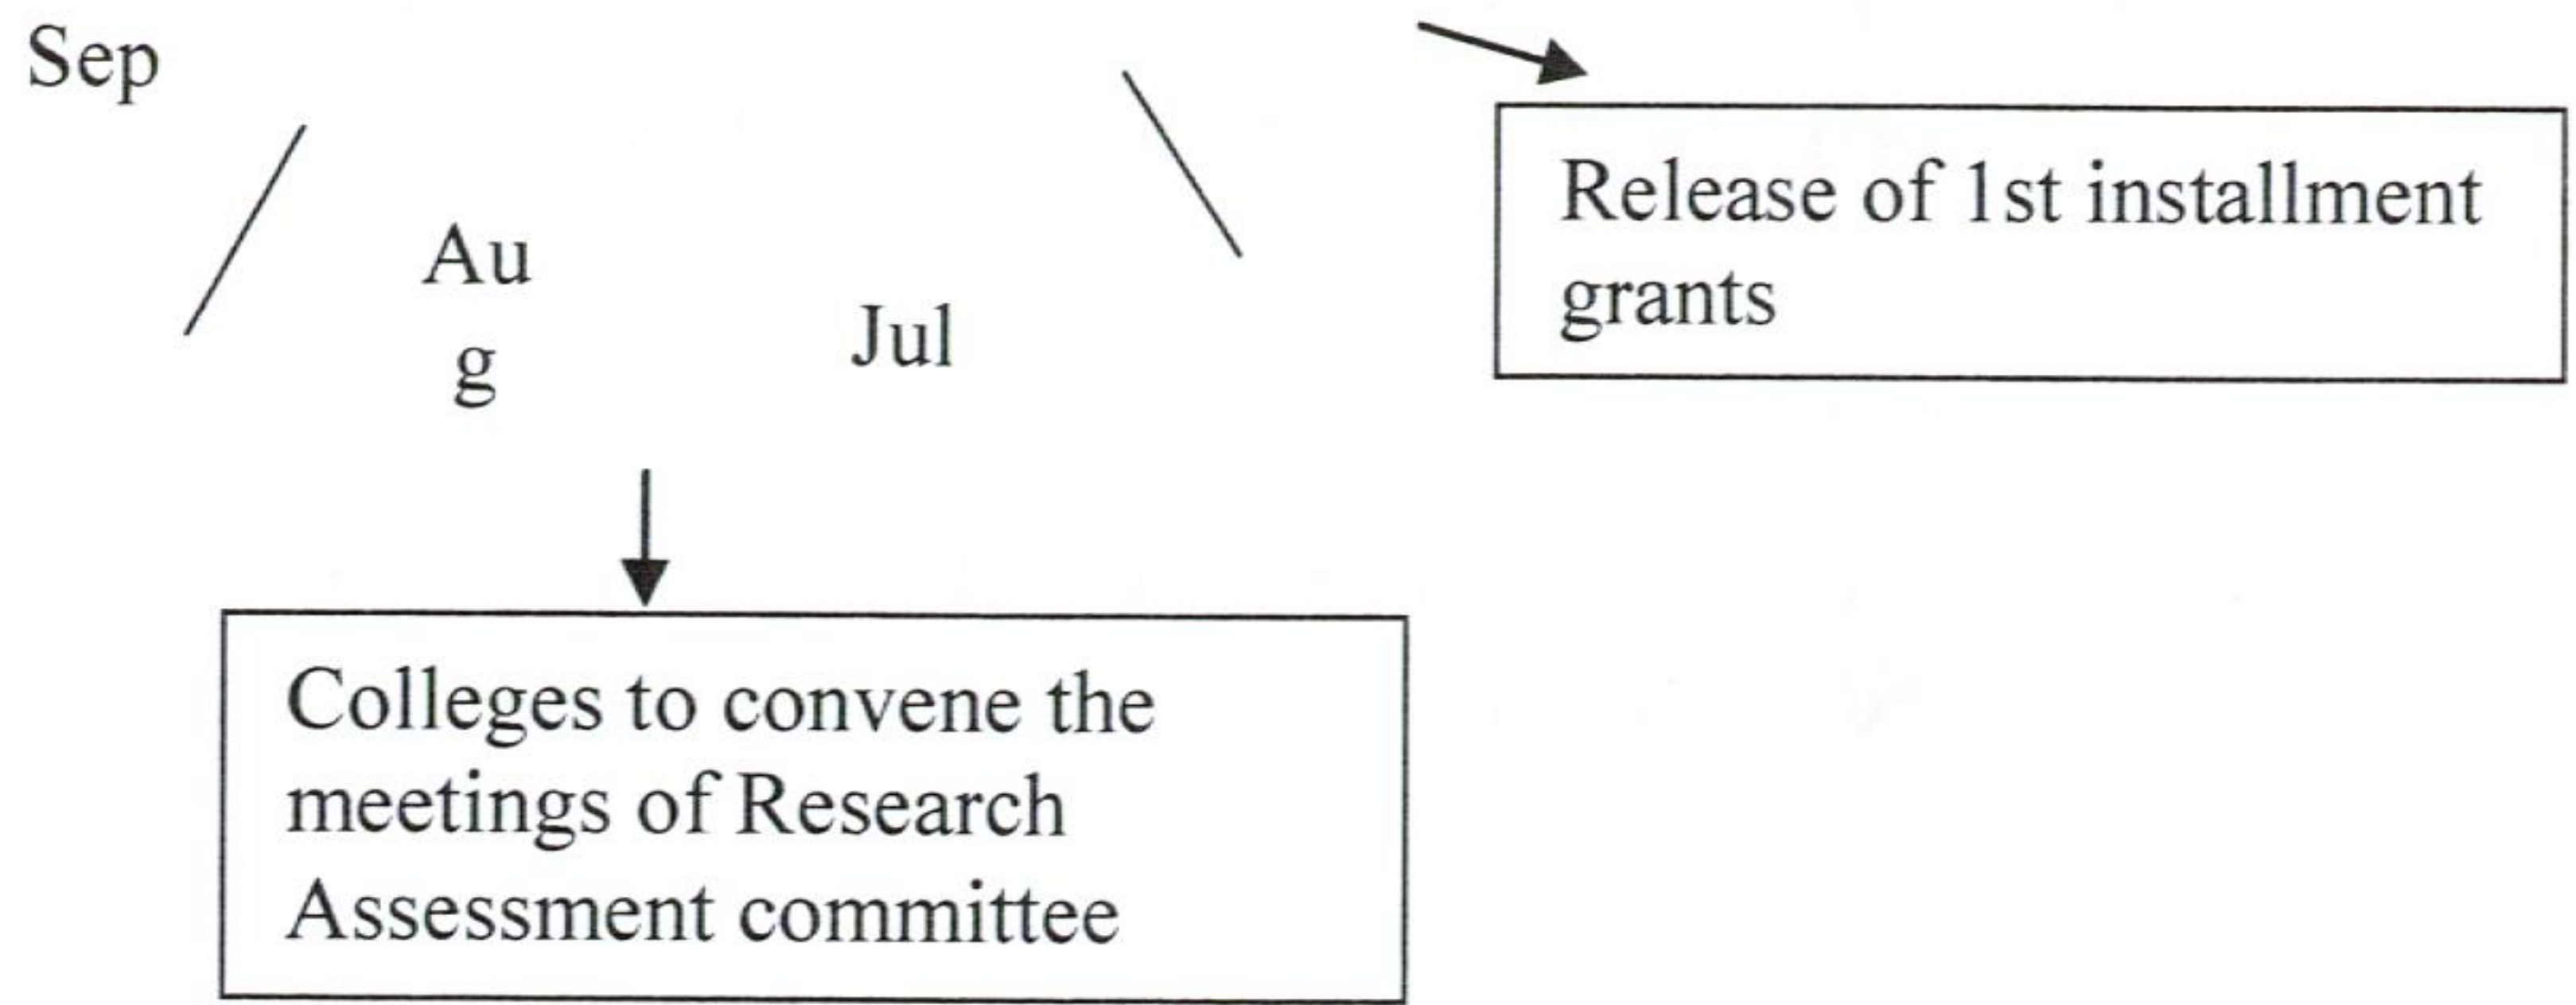 Sep
Release of 1st installment
grants
Au
g
Jul
Colleges to convene the
meetings of Research
Assessment committee